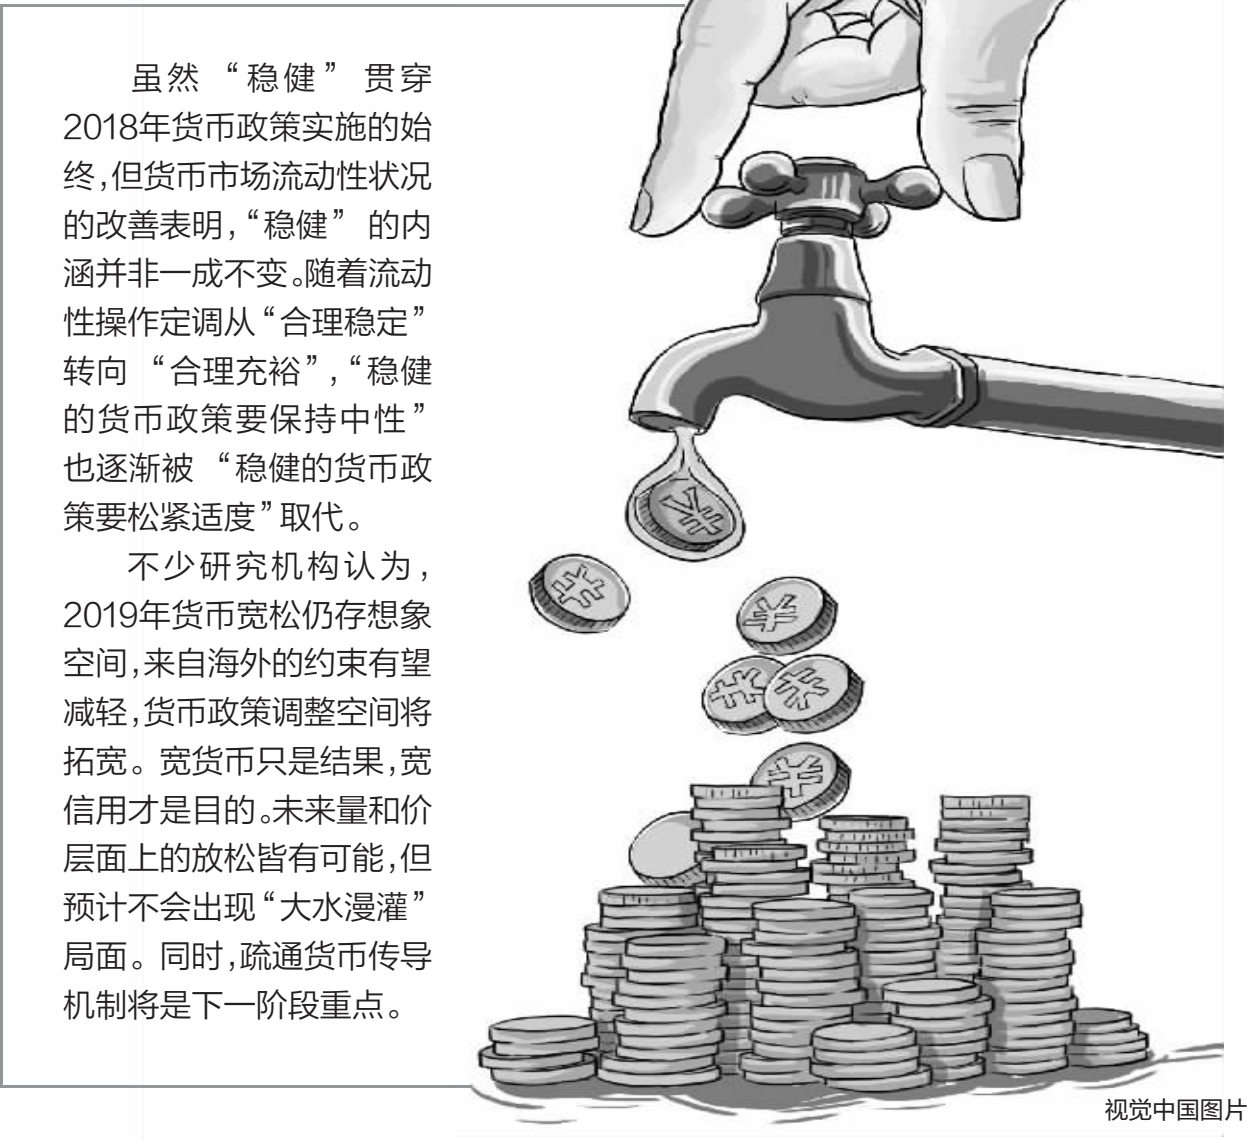 虽然“稳健”贯穿
2018年货币政策实施的始
终,但货币市场流动性状况
的改善表明,“稳健”的内
涵并非一成不变。随着流动
性操作定调从“合理稳定”
转向“合理充裕”,“稳健
的货币政策要保持中性”
也逐渐被“稳健的货币政
策要松紧适度”取代。
不少研究机构认为,
2019年货币宽松仍存想象
空间,来自海外的约束有望
减轻,货币政策调整空间将
拓宽。宽货币只是结果,宽
信用才是目的。未来量和价
层面上的放松皆有可能,但
预计不会出现“大水漫灌”
局面。同时,疏通货币传导
机制将是下一阶段重点。
视觉中国图片